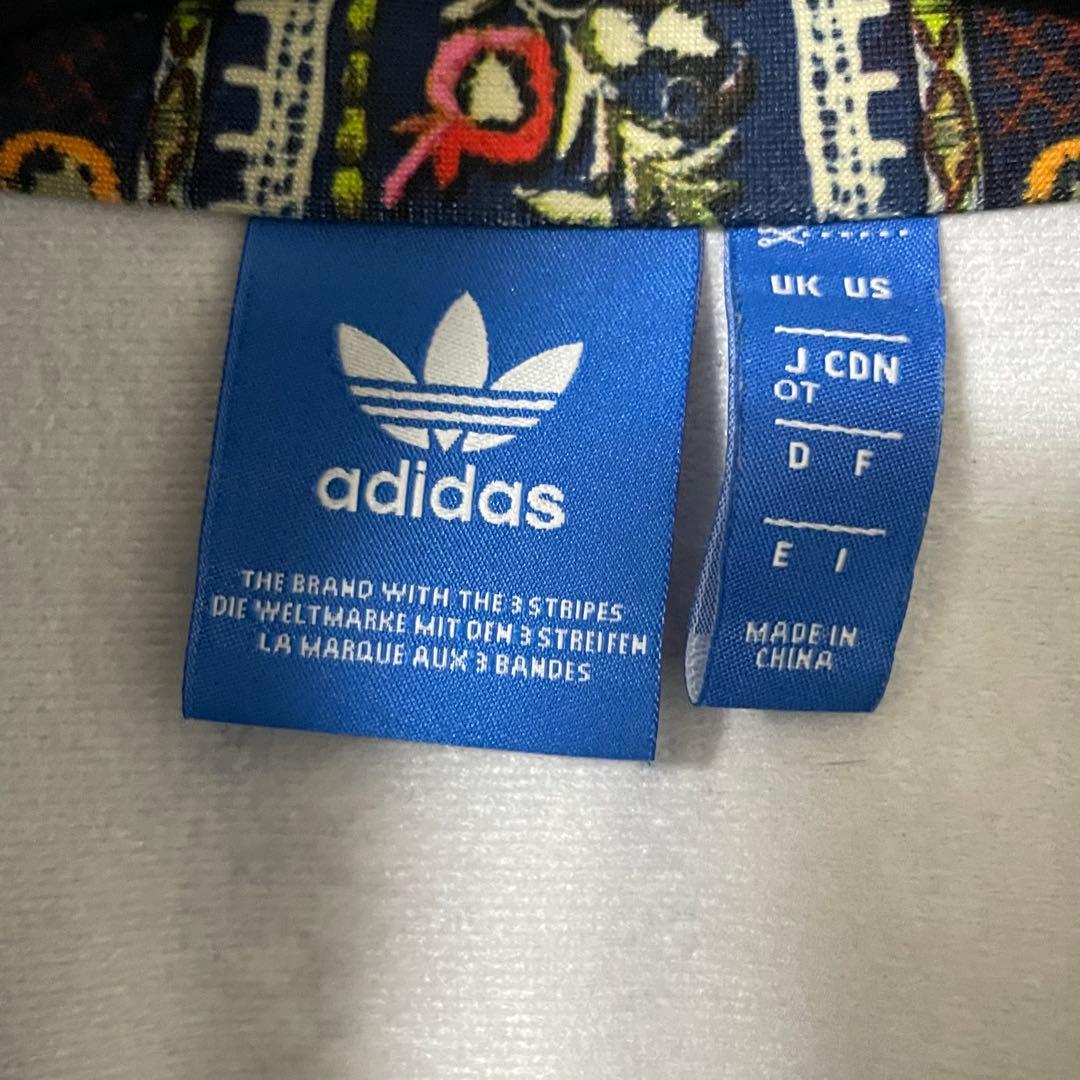 adidas
THE BRAND WITH THE 3 STRIPES
DIE WELTMARKE MIT DEN 3 STREIFEN
LA MARQUE AUX 3 BANDES
UK US
J CDN
OT
D F
E I
MADE IN
CHINA